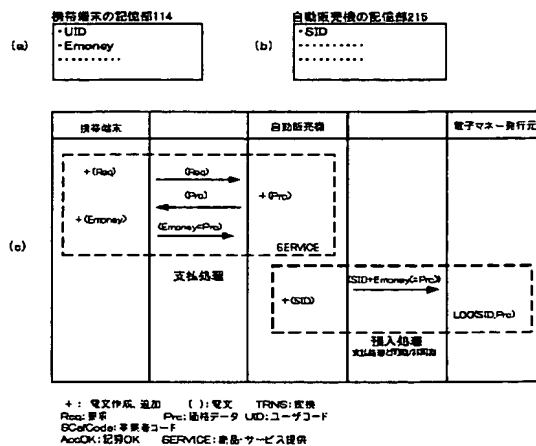 携帯端末の記憶部114
自動販売機の記憶部215
(a)
・UID
・Emoney
・・・・・・・・・
(b)
・SID
・・・・・・・・・
・・・・・・・・・
携帯端末
自動販売機
電子マネー発行元
(c)
+(Req)
(Req)
(Prc)
+(Prc)
+(Emoney)
(Emoney=Prc)
SERVICE
支払処理
+(SID)
(SID+Emoney(=Prc))
LOG(SID,Prc)
預入処理
+ : 電文作成、追加 ( ): 電文 TRNS: 変換
Req: 要求 Prc: 価格データ UID: ユーザコード
事業者コード
AccOK: 記録OK SERVICE: 商品・サービス提供